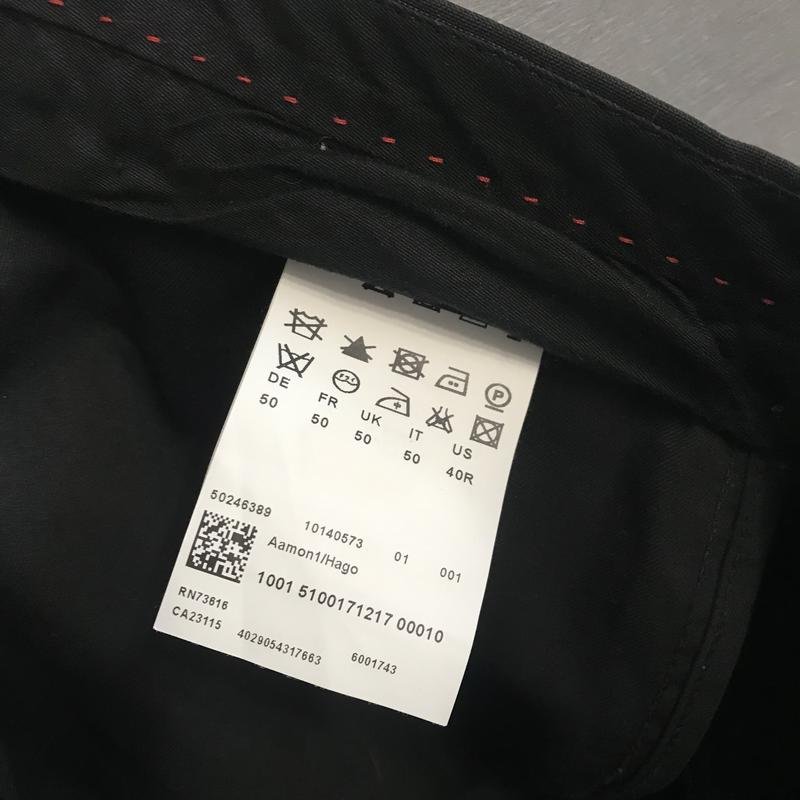 DE FR UK IT US
50 50 50 50 40R
50246389 10140573 01 001
Aamon1/Hago
1001 5100171217 00010
RN73616
CA23115 4029054317663 6001743